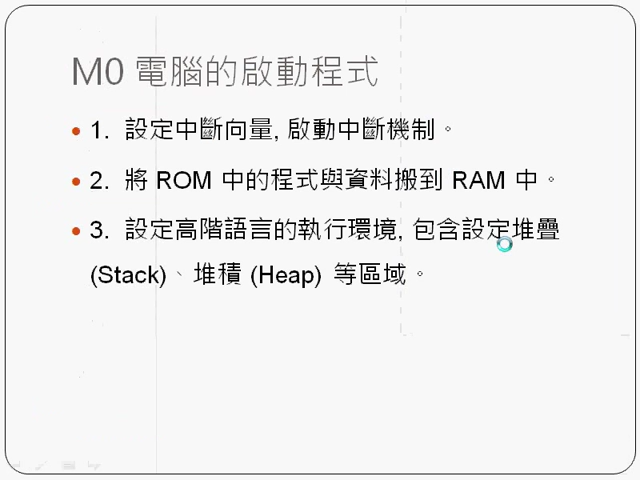 M0 電腦的啟動程式
1. 設定中斷向量, 啟動中斷機制。
2. 將 ROM 中的程式與資料搬到 RAM 中。
3. 設定高階語言的執行環境, 包含設定堆疊
(Stack)、堆積 (Heap) 等區域。